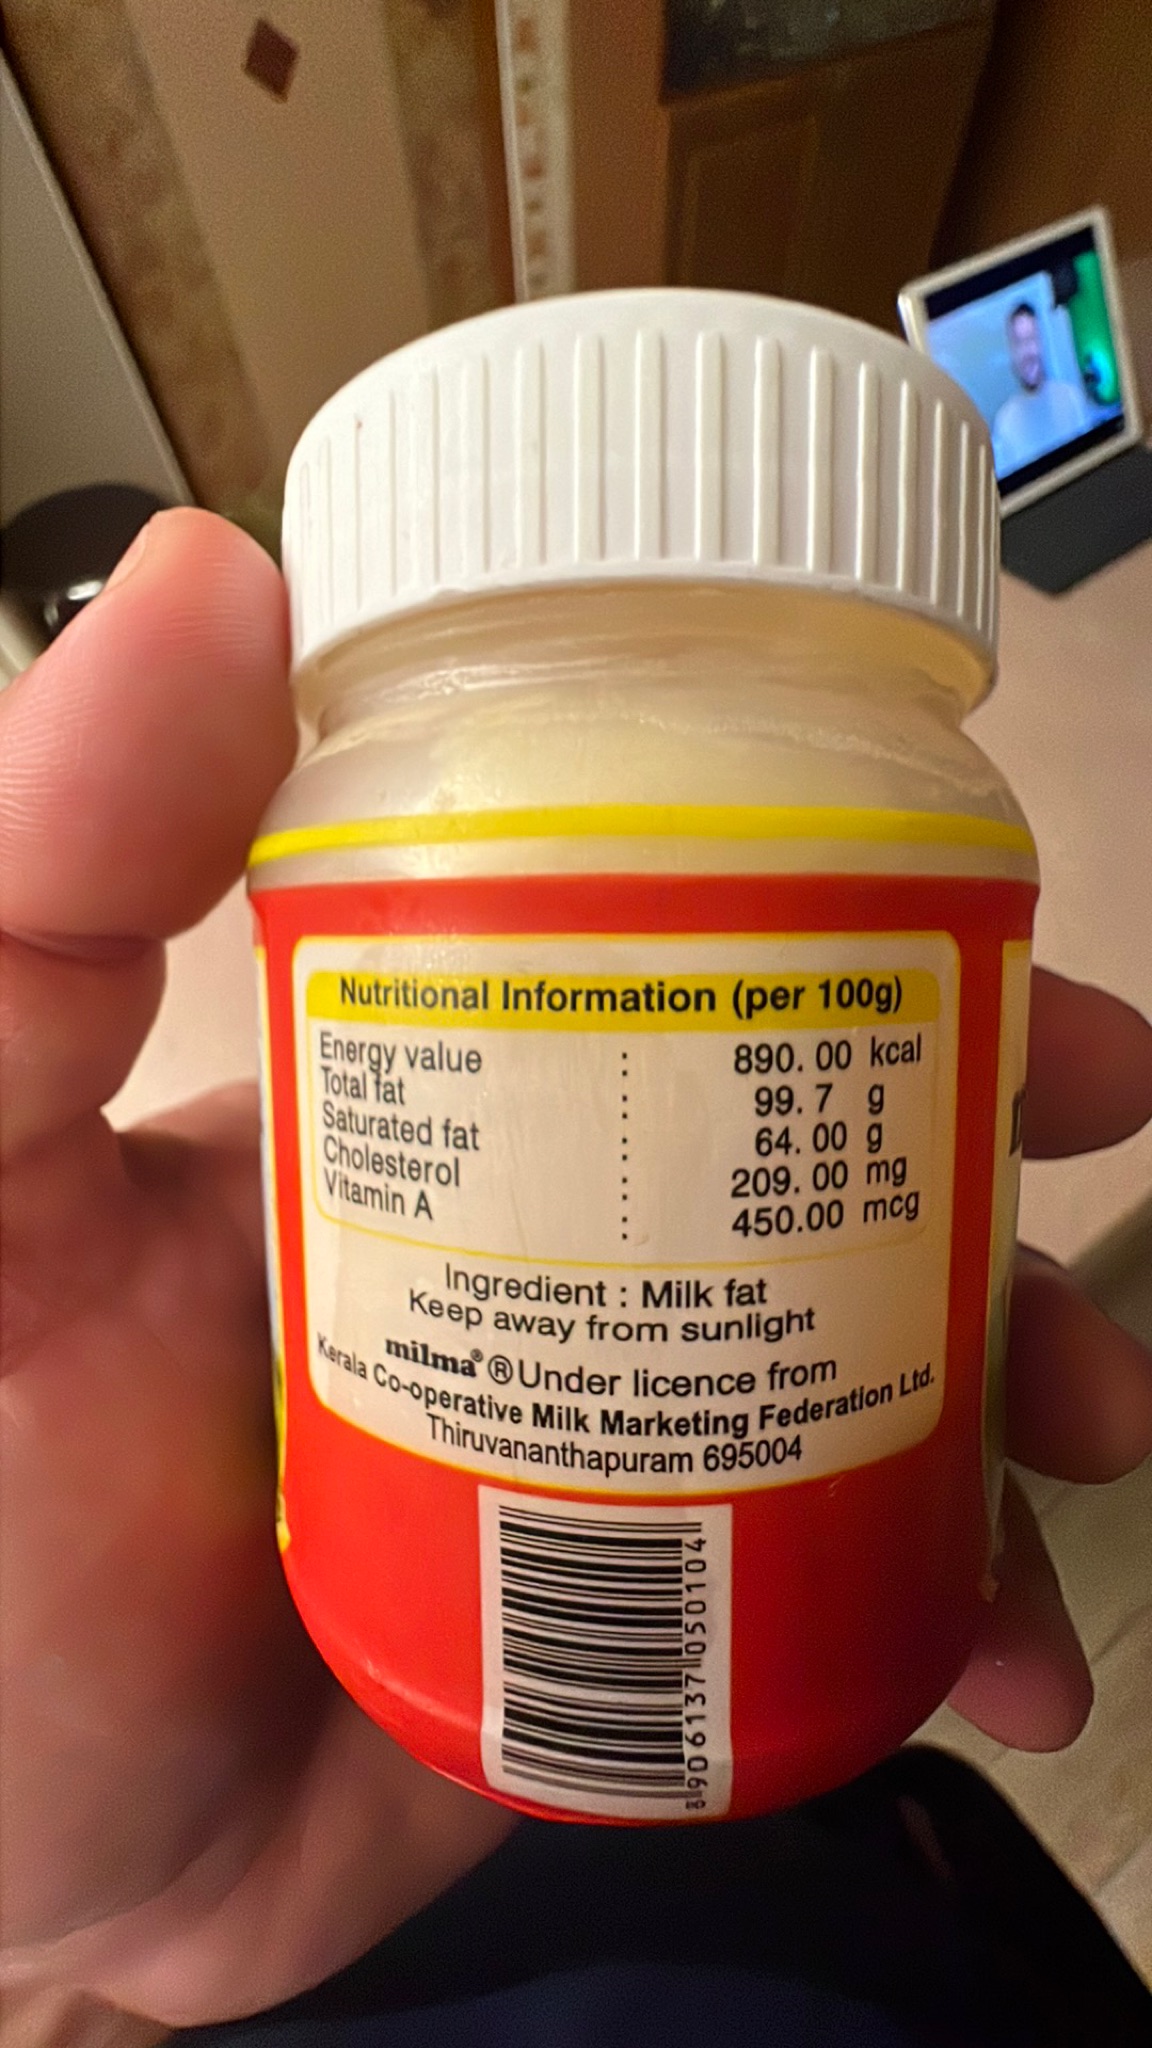 Nutritional Information (per 100g)
Energy value : 890. 00 kcal
Total fat : 99. 7 g
Saturated fat : 64. 00 g
Cholesterol : 209. 00 mg
Vitamin A : 450.00 mcg
Ingredient : Milk fat
Keep away from sunlight
milma® ® Under licence from
Kerala Co-operative Milk Marketing Federation Ltd.
Thiruvananthapuram 695004
8906137050104